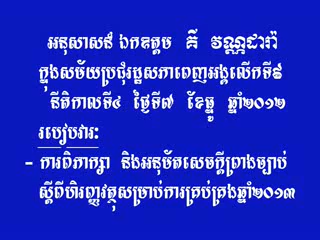 អនុសាសន៍ ឯកឧត្តម គី វណ្ណដារ៉ា
ក្នុងសម័យប្រជុំរដ្ឋសភាពេញអង្គលើកទី៩
នីតិកាលទី៤ ថ្ងៃទី៧ ខែធ្នូ ឆ្នាំ២០១២
របៀបវារៈ
- ការពិភាក្សា និងអនុម័តសេចក្តីព្រាងច្បាប់
ស្តីពីហិរញ្ញវត្ថុសម្រាប់ការគ្រប់គ្រងឆ្នាំ២០១៣